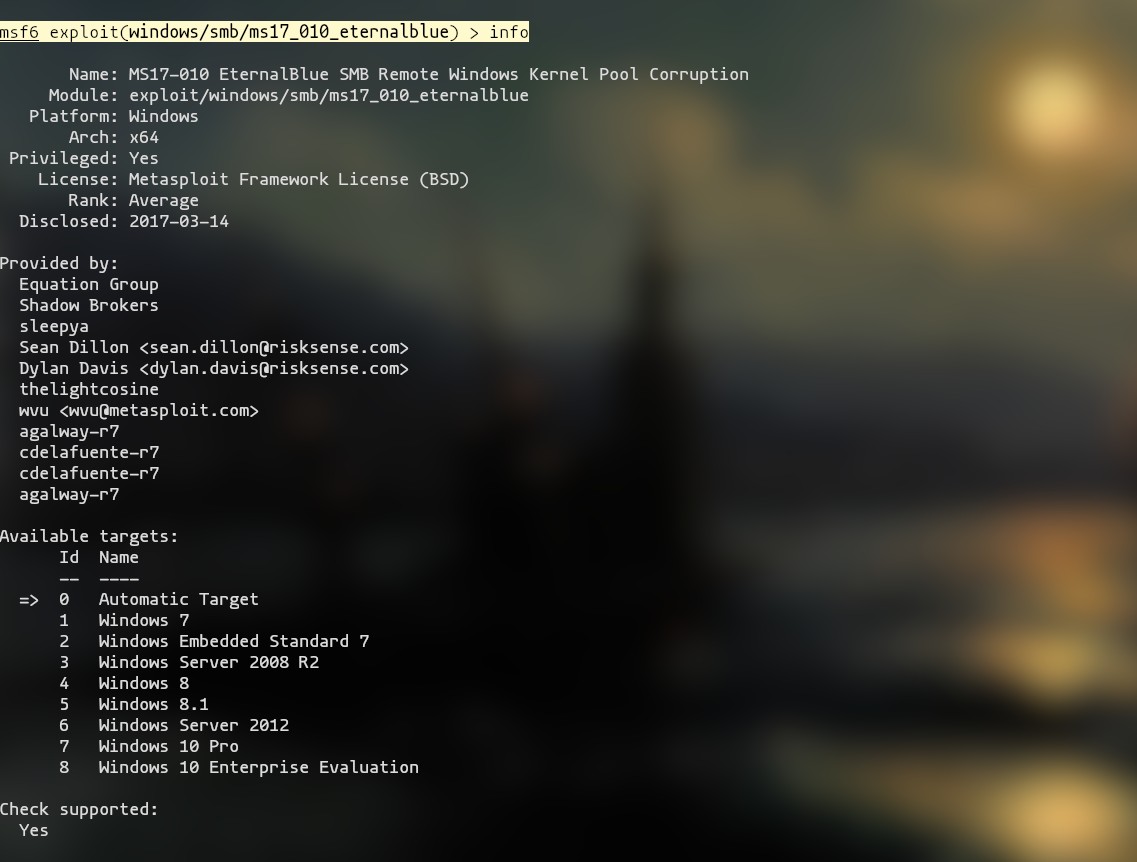 msf6 exploit(windows/smb/ms17_010_eternalblue) > info
Name: MS17-010 EternalBlue SMB Remote Windows Kernel Pool Corruption
Module: exploit/windows/smb/ms17_010_eternalblue
Platform: Windows
Arch: x64
Privileged: Yes
License: Metasploit Framework License (BSD)
Rank: Average
Disclosed: 2017-03-14
Provided by:
Equation Group
Shadow Brokers
sleepya
Sean Dillon <sean.dillon@risksense.com>
Dylan Davis <dylan.davis@risksense.com>
thelightcosine
wvu <wvu@metasploit.com>
agalway-r7
cdelafuente-r7
cdelafuente-r7
agalway-r7
Available targets:
Id  Name
--  ----
=>  0   Automatic Target
1   Windows 7
2   Windows Embedded Standard 7
3   Windows Server 2008 R2
4   Windows 8
5   Windows 8.1
6   Windows Server 2012
7   Windows 10 Pro
8   Windows 10 Enterprise Evaluation
Check supported:
Yes